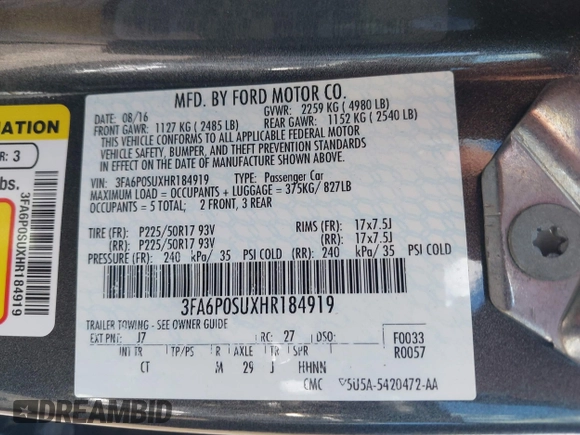 MFD. BY FORD MOTOR CO.
DATE: 08/16 GVWR: 2259 KG ( 4980 LB)
FRONT GAWR: 1127 KG ( 2485 LB) REAR GAWR: 1152 KG ( 2540 LB)
THIS VEHICLE CONFORMS TO ALL APPLICABLE FEDERAL MOTOR
VEHICLE SAFETY, BUMPER, AND THEFT PREVENTION STANDARDS
IN EFFECT ON THE DATE OF MANUFACTURE SHOWN ABOVE.
VIN: 3FA6P0SUXHR184919 TYPE: Passenger Car
MAXIMUM LOAD = OCCUPANTS + LUGGAGE = 375KG/ 827LB
OCCUPANTS = 5 TOTAL; 2 FRONT, 3 REAR
TIRE (FR): P225/50R17 93V RIMS (FR): 17x7.5J
(RR): P225/50R17 93V (RR): 17x7.5J
PRESSURE (FR): 240 kPa/ 35 PSI COLD (RR): 240 kPa/ 35 PSI COLD
3FA6P0SUXHR184919
TRAILER TOWING - SEE OWNER GUIDE
EXT PNT: J7 RC: 27 DSO: F0033
R0057
INT TR TP/PS R AXLE TR SPR
CT M 29 J HHNN
CMC 5U5A-5420472-AA
MATION
R: 3
lbs.
3FA6P0SUXHR184919
DREAMBID